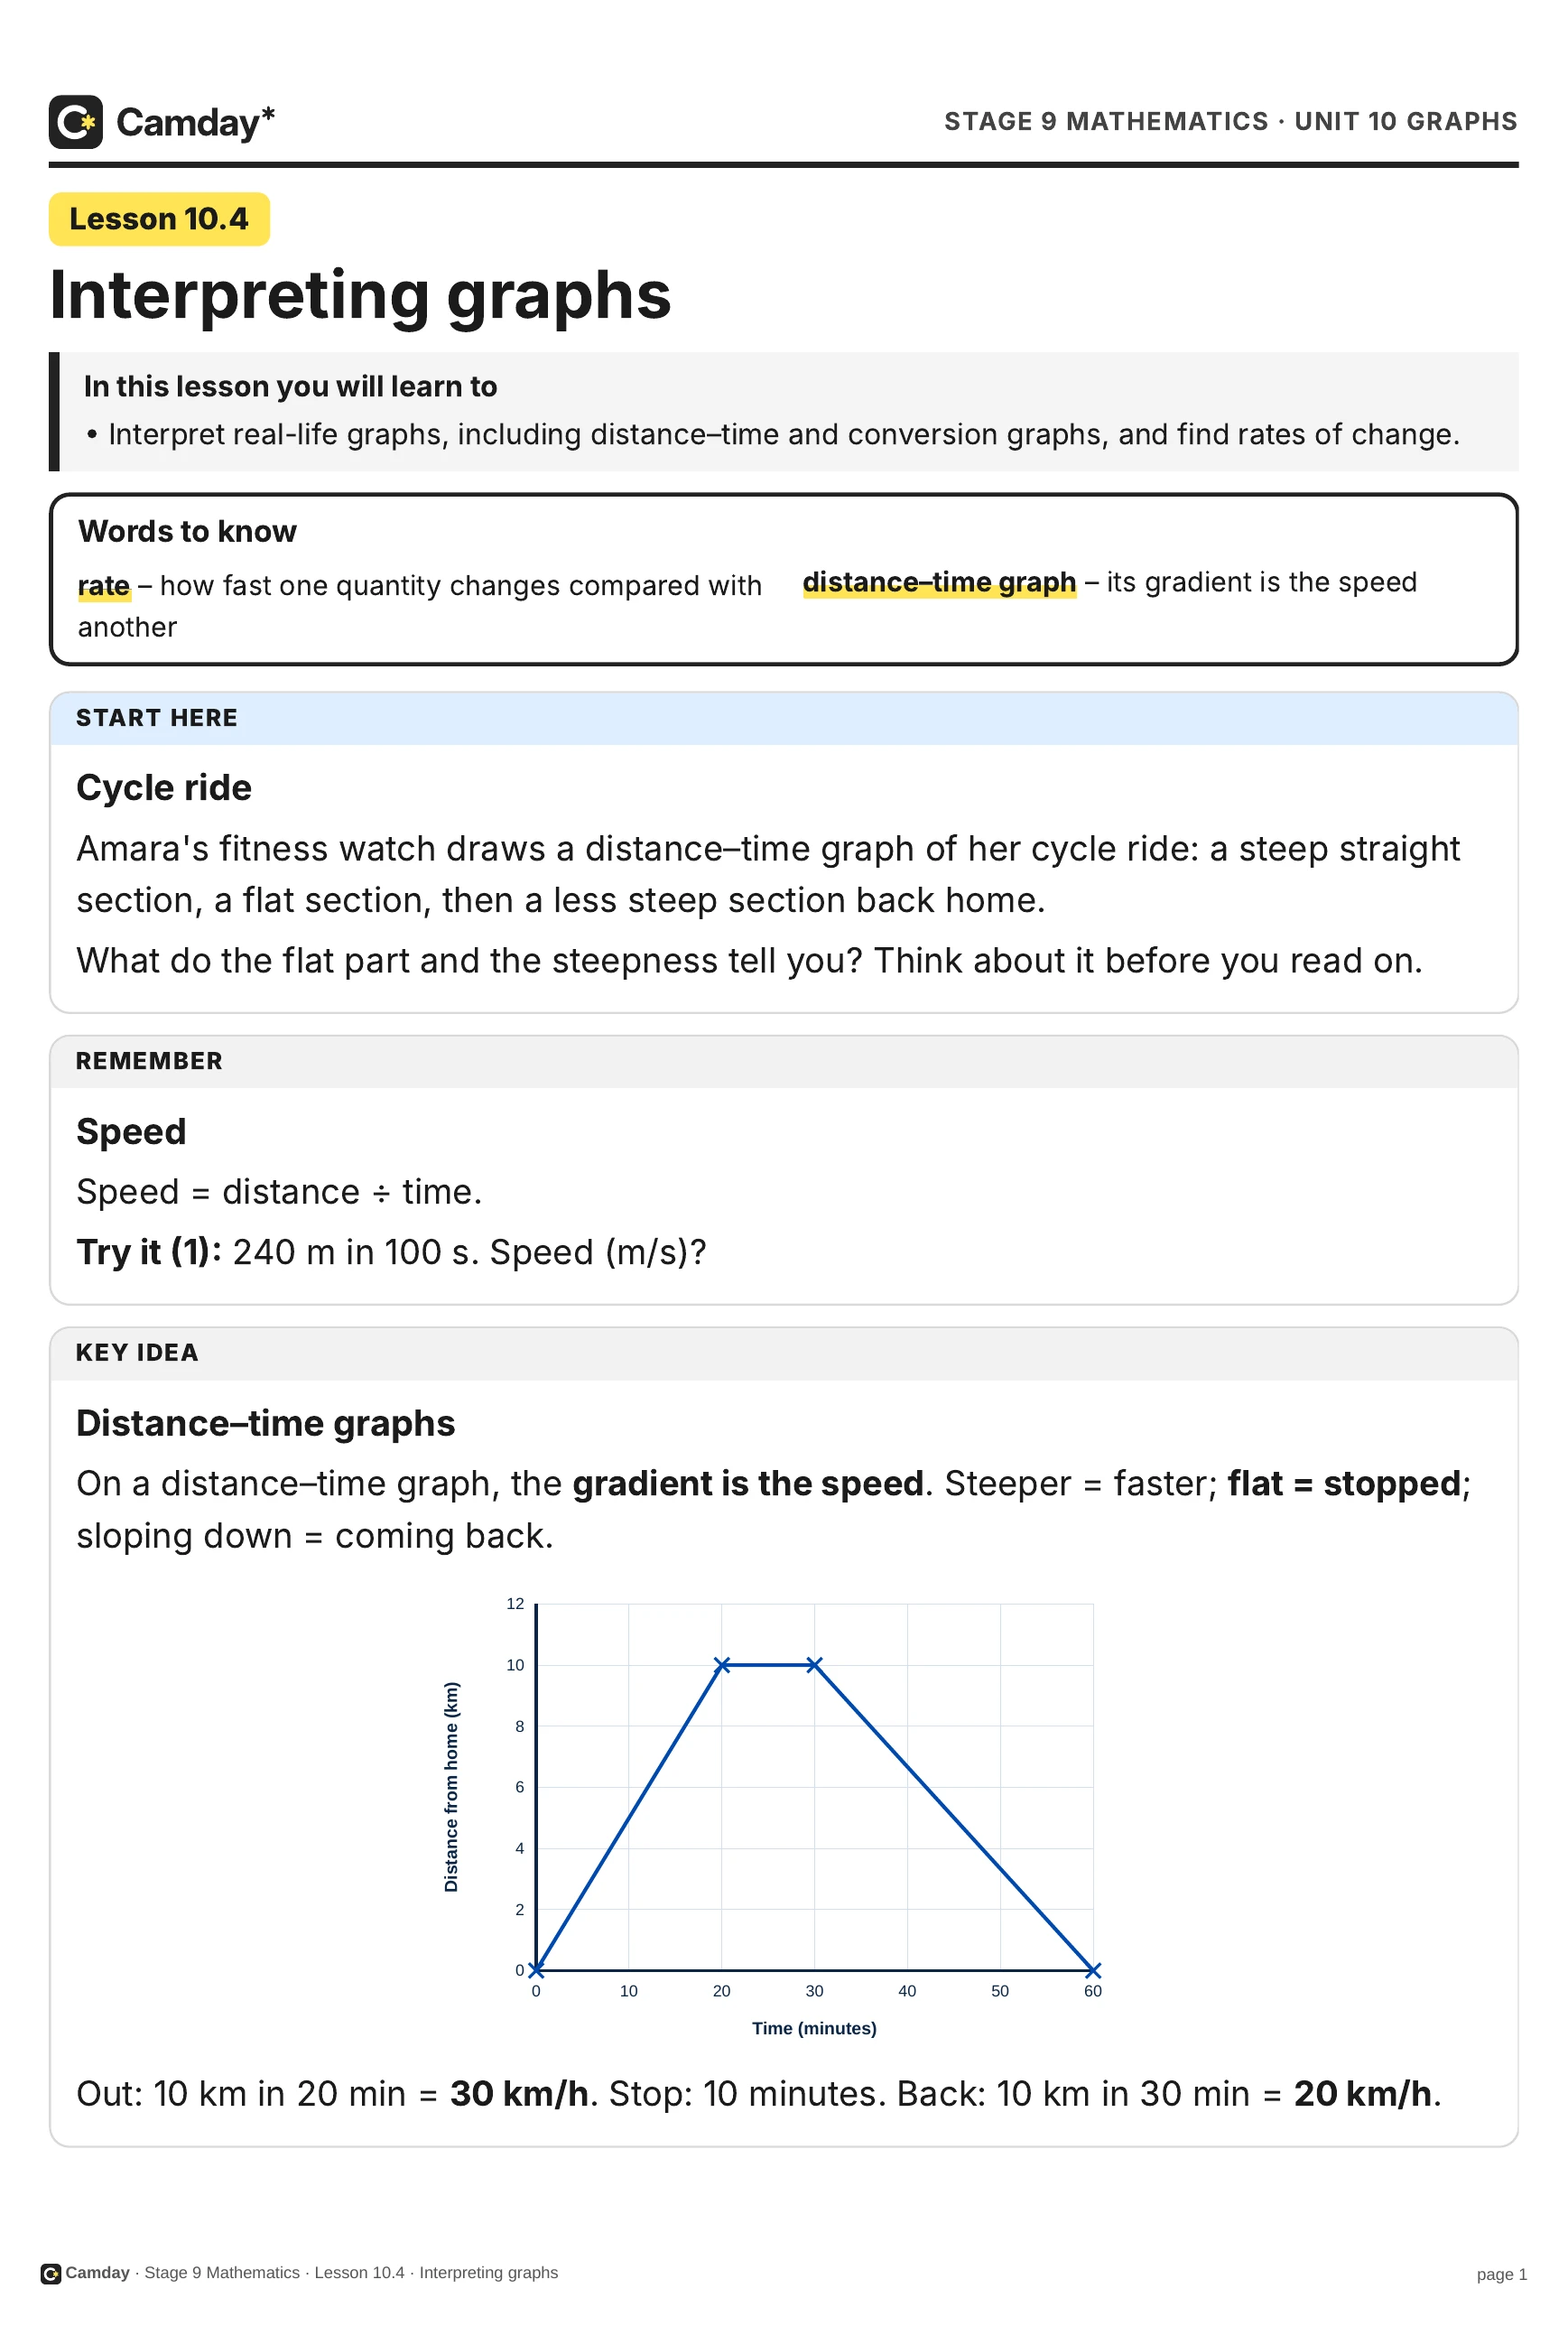 Camday*
STAGE 9 MATHEMATICS · UNIT 10 GRAPHS
Lesson 10.4
Interpreting graphs
In this lesson you will learn to
• Interpret real-life graphs, including distance–time and conversion graphs, and find rates of change.
Words to know
rate – how fast one quantity changes compared with
another
distance–time graph – its gradient is the speed
START HERE
Cycle ride
Amara's fitness watch draws a distance–time graph of her cycle ride: a steep straight
section, a flat section, then a less steep section back home.
What do the flat part and the steepness tell you? Think about it before you read on.
REMEMBER
Speed
Speed = distance ÷ time.
Try it (1): 240 m in 100 s. Speed (m/s)?
KEY IDEA
Distance–time graphs
On a distance–time graph, the gradient is the speed. Steeper = faster; flat = stopped;
sloping down = coming back.
Distance from home (km)
12
10
8
6
4
2
0
0 10 20 30 40 50 60
Time (minutes)
Out: 10 km in 20 min = 30 km/h. Stop: 10 minutes. Back: 10 km in 30 min = 20 km/h.
Camday · Stage 9 Mathematics · Lesson 10.4 · Interpreting graphs
page 1